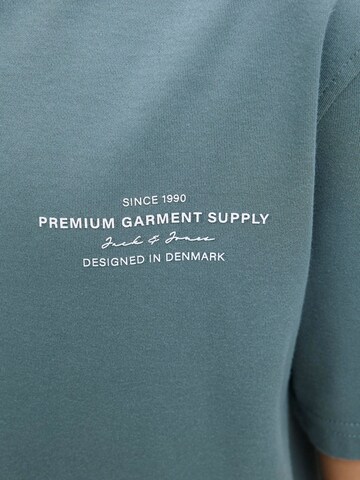 SINCE 1990
PREMIUM GARMENT SUPPLY
Jack & Jones
DESIGNED IN DENMARK